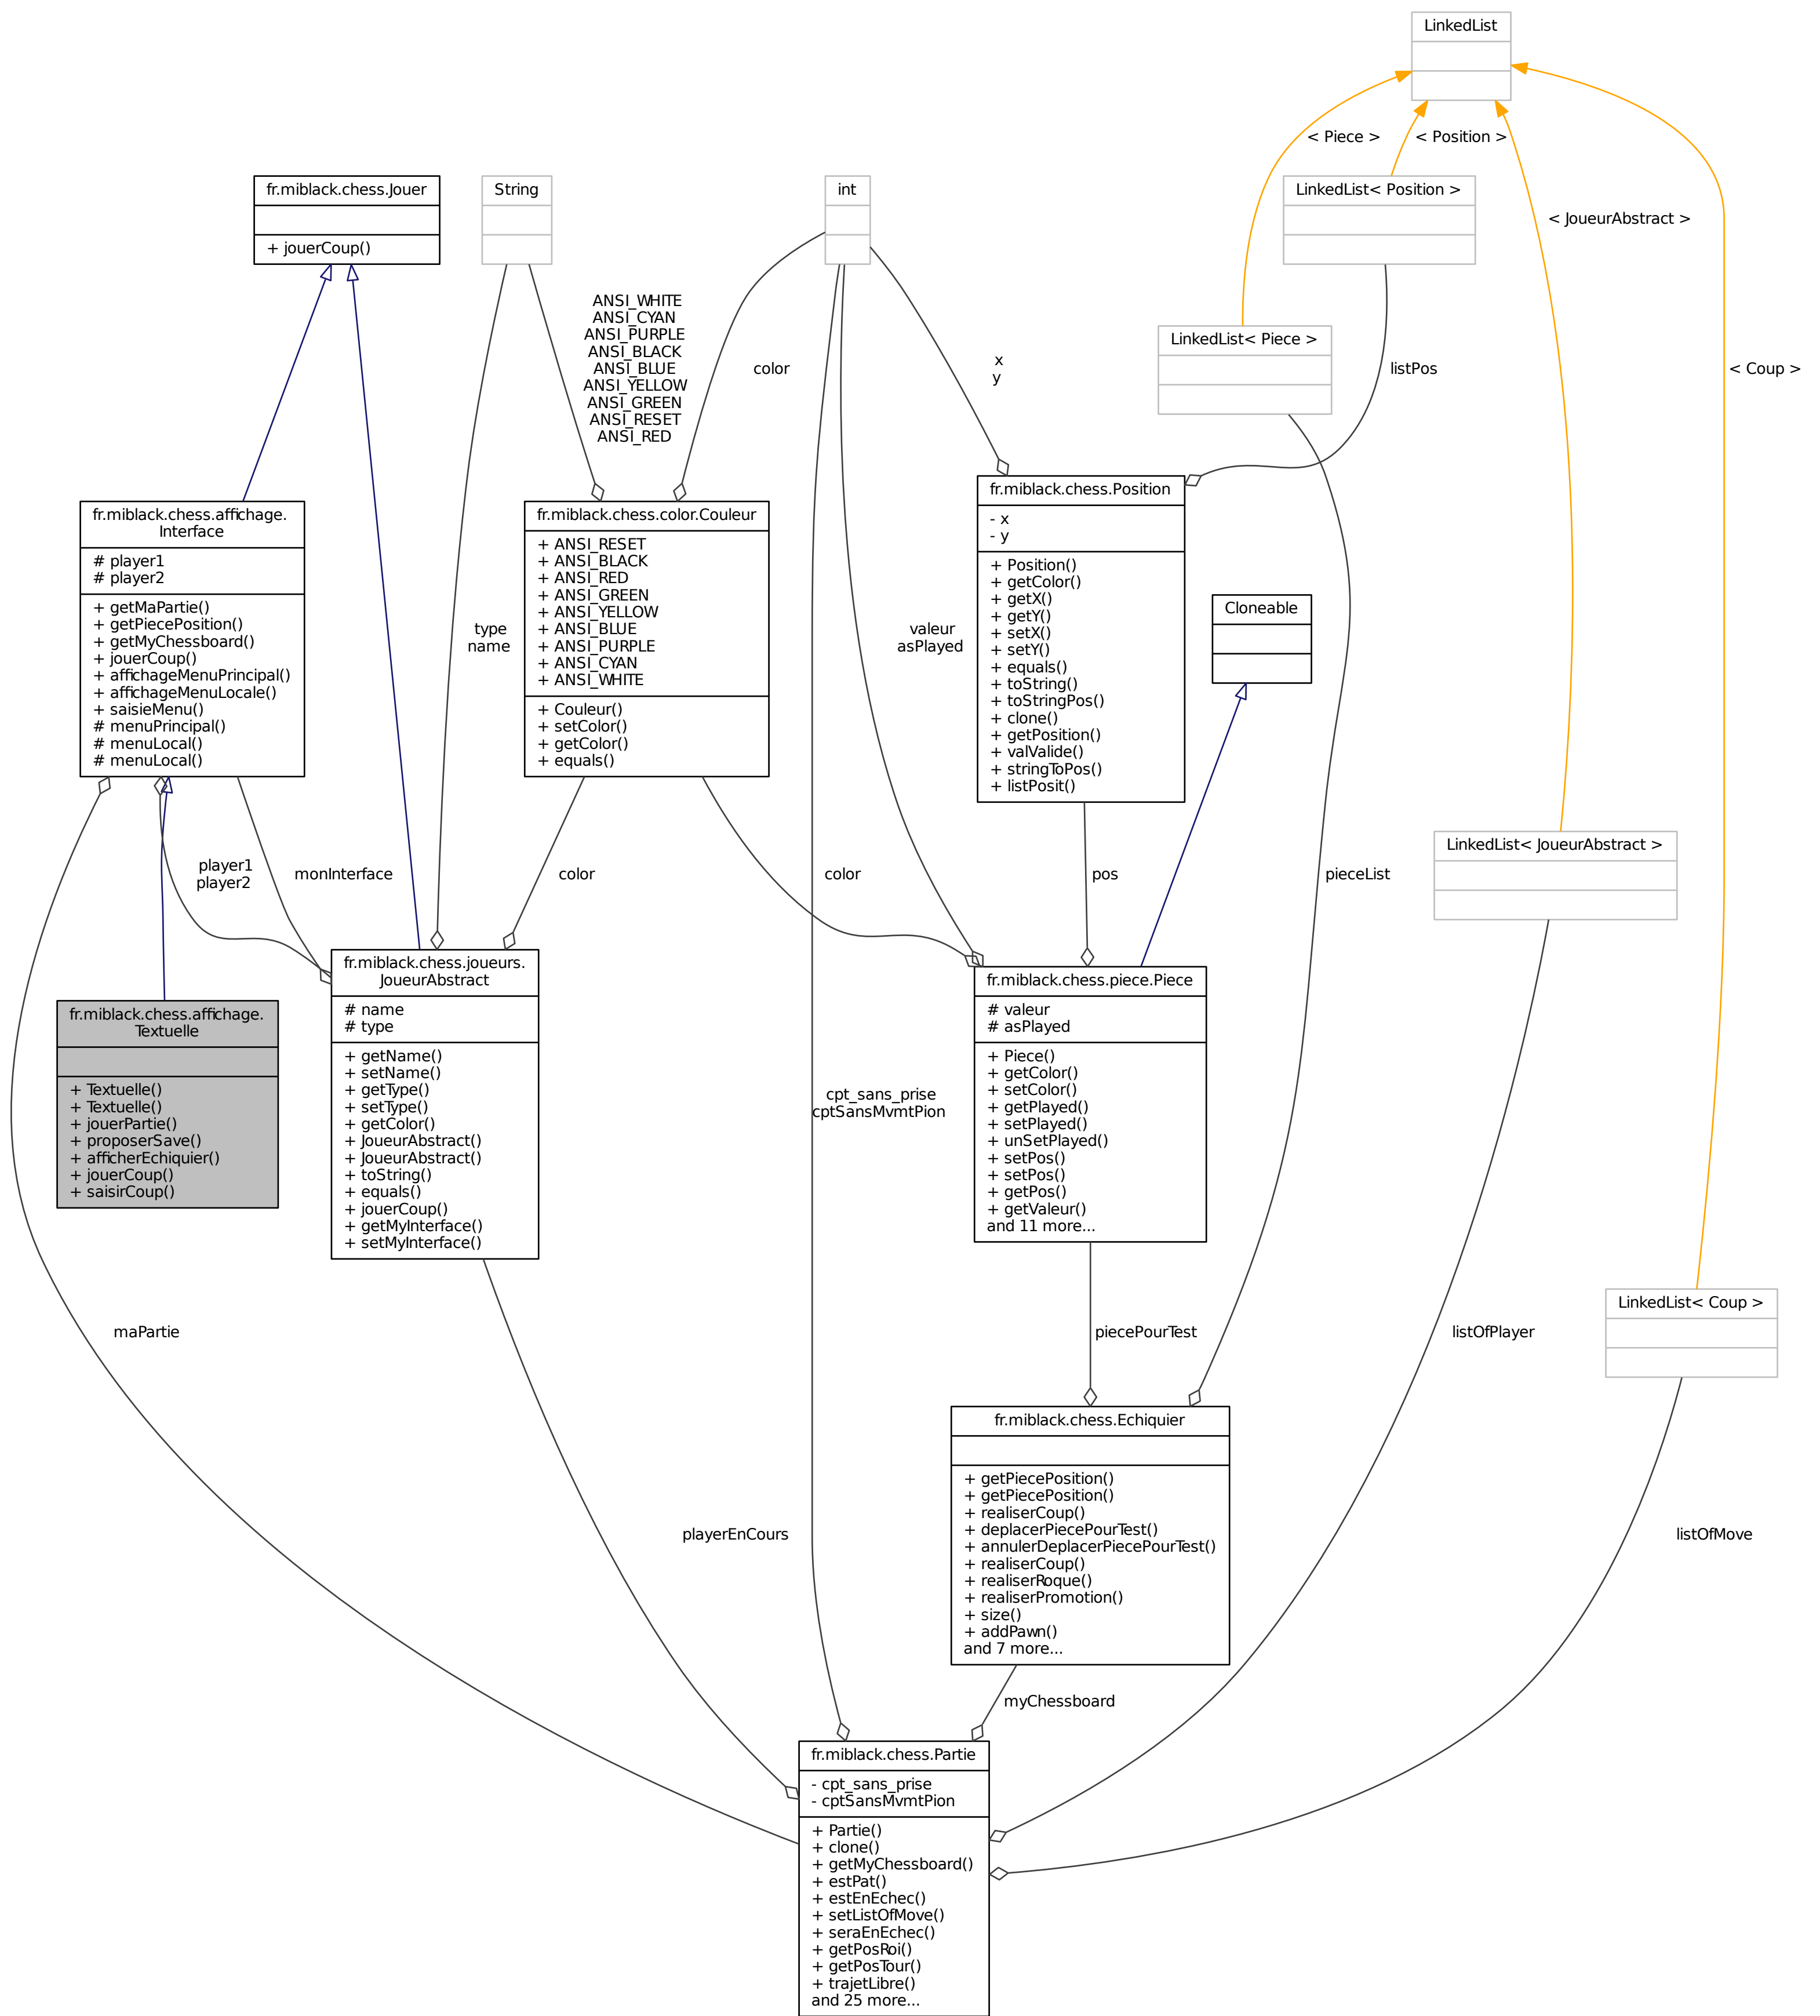 LinkedList
< Piece >
< Position >
fr.miblack.chess.Jouer
+ jouerCoup()
String
int
LinkedList< Position >
< JoueurAbstract >
ANSI_WHITE
ANSI_CYAN
ANSI_PURPLE
ANSI_BLACK
ANSI_BLUE
ANSI_YELLOW
ANSI_GREEN
ANSI_RESET
ANSI_RED
color
x
y
LinkedList< Piece >
listPos
< Coup >
fr.miblack.chess.affichage.
Interface
# player1
# player2
+ getMaPartie()
+ getPiecePosition()
+ getMyChessboard()
+ jouerCoup()
+ affichageMenuPrincipal()
+ affichageMenuLocale()
+ saisieMenu()
# menuPrincipal()
# menuLocal()
# menuLocal()
type
name
fr.miblack.chess.color.Couleur
+ ANSI_RESET
+ ANSI_BLACK
+ ANSI_RED
+ ANSI_GREEN
+ ANSI_YELLOW
+ ANSI_BLUE
+ ANSI_PURPLE
+ ANSI_CYAN
+ ANSI_WHITE
+ Couleur()
+ setColor()
+ getColor()
+ equals()
valeur
asPlayed
fr.miblack.chess.Position
- x
- y
+ Position()
+ getColor()
+ getX()
+ getY()
+ setX()
+ setY()
+ equals()
+ toString()
+ toStringPos()
+ clone()
+ getPosition()
+ valValide()
+ stringToPos()
+ listPosit()
Cloneable
player1
player2
monInterface
color
color
pos
pieceList
LinkedList< JoueurAbstract >
fr.miblack.chess.affichage.
Textuelle
+ Textuelle()
+ Textuelle()
+ jouerPartie()
+ proposerSave()
+ afficherEchiquier()
+ jouerCoup()
+ saisirCoup()
fr.miblack.chess.joueurs.
JoueurAbstract
# name
# type
+ getName()
+ setName()
+ getType()
+ setType()
+ getColor()
+ JoueurAbstract()
+ JoueurAbstract()
+ toString()
+ equals()
+ jouerCoup()
+ getMyInterface()
+ setMyInterface()
cpt_sans_prise
cptSansMvmtPion
fr.miblack.chess.piece.Piece
# valeur
# asPlayed
+ Piece()
+ getColor()
+ setColor()
+ getPlayed()
+ setPlayed()
+ unSetPlayed()
+ setPos()
+ setPos()
+ getPos()
+ getValeur()
and 11 more...
maPartie
piecePourTest
listOfPlayer
LinkedList< Coup >
playerEnCours
fr.miblack.chess.Echiquier
+ getPiecePosition()
+ getPiecePosition()
+ realiserCoup()
+ deplacerPiecePourTest()
+ annulerDeplacerPiecePourTest()
+ realiserCoup()
+ realiserRoque()
+ realiserPromotion()
+ size()
+ addPawn()
and 7 more...
listOfMove
myChessboard
fr.miblack.chess.Partie
- cpt_sans_prise
- cptSansMvmtPion
+ Partie()
+ clone()
+ getMyChessboard()
+ estPat()
+ estEnEchec()
+ setListOfMove()
+ seraEnEchec()
+ getPosRoi()
+ getPosTour()
+ trajetLibre()
and 25 more...